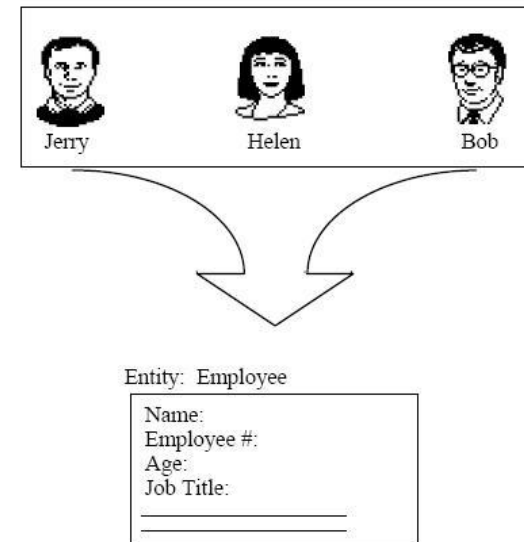 Jerry Helen Bob
Entity: Employee
Name:
Employee #:
Age:
Job Title: